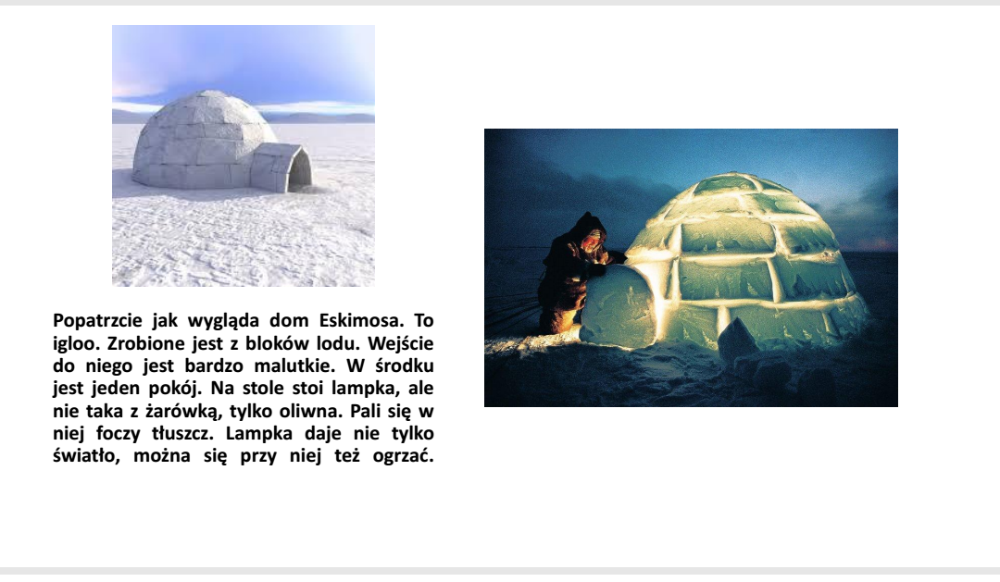 Popatrzcie jak wygląda dom Eskimosa. To
igloo. Zrobione jest z bloków lodu. Wejście
do niego jest bardzo malutkie. W środku
jest jeden pokój. Na stole stoi lampka, ale
nie taka z żarówką, tylko oliwna. Pali się w
niej foczy tłuszcz. Lampka daje nie tylko
światło, można się przy niej też ogrzać.